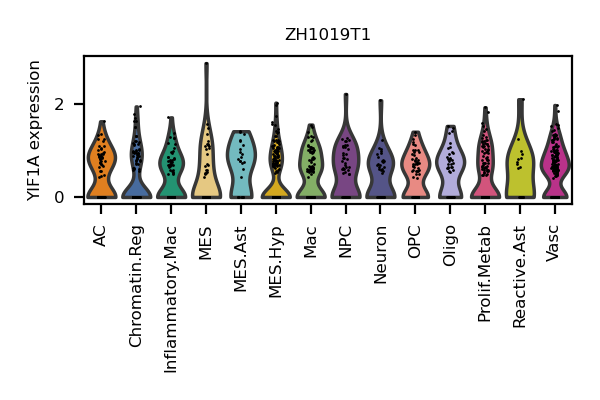 ZH1019T1
YIF1A expression
2
0
AC
Chromatin.Reg
Inflammatory.Mac
MES
MES.Ast
MES.Hyp
Mac
NPC
Neuron
OPC
Oligo
Prolif.Metab
Reactive.Ast
Vasc